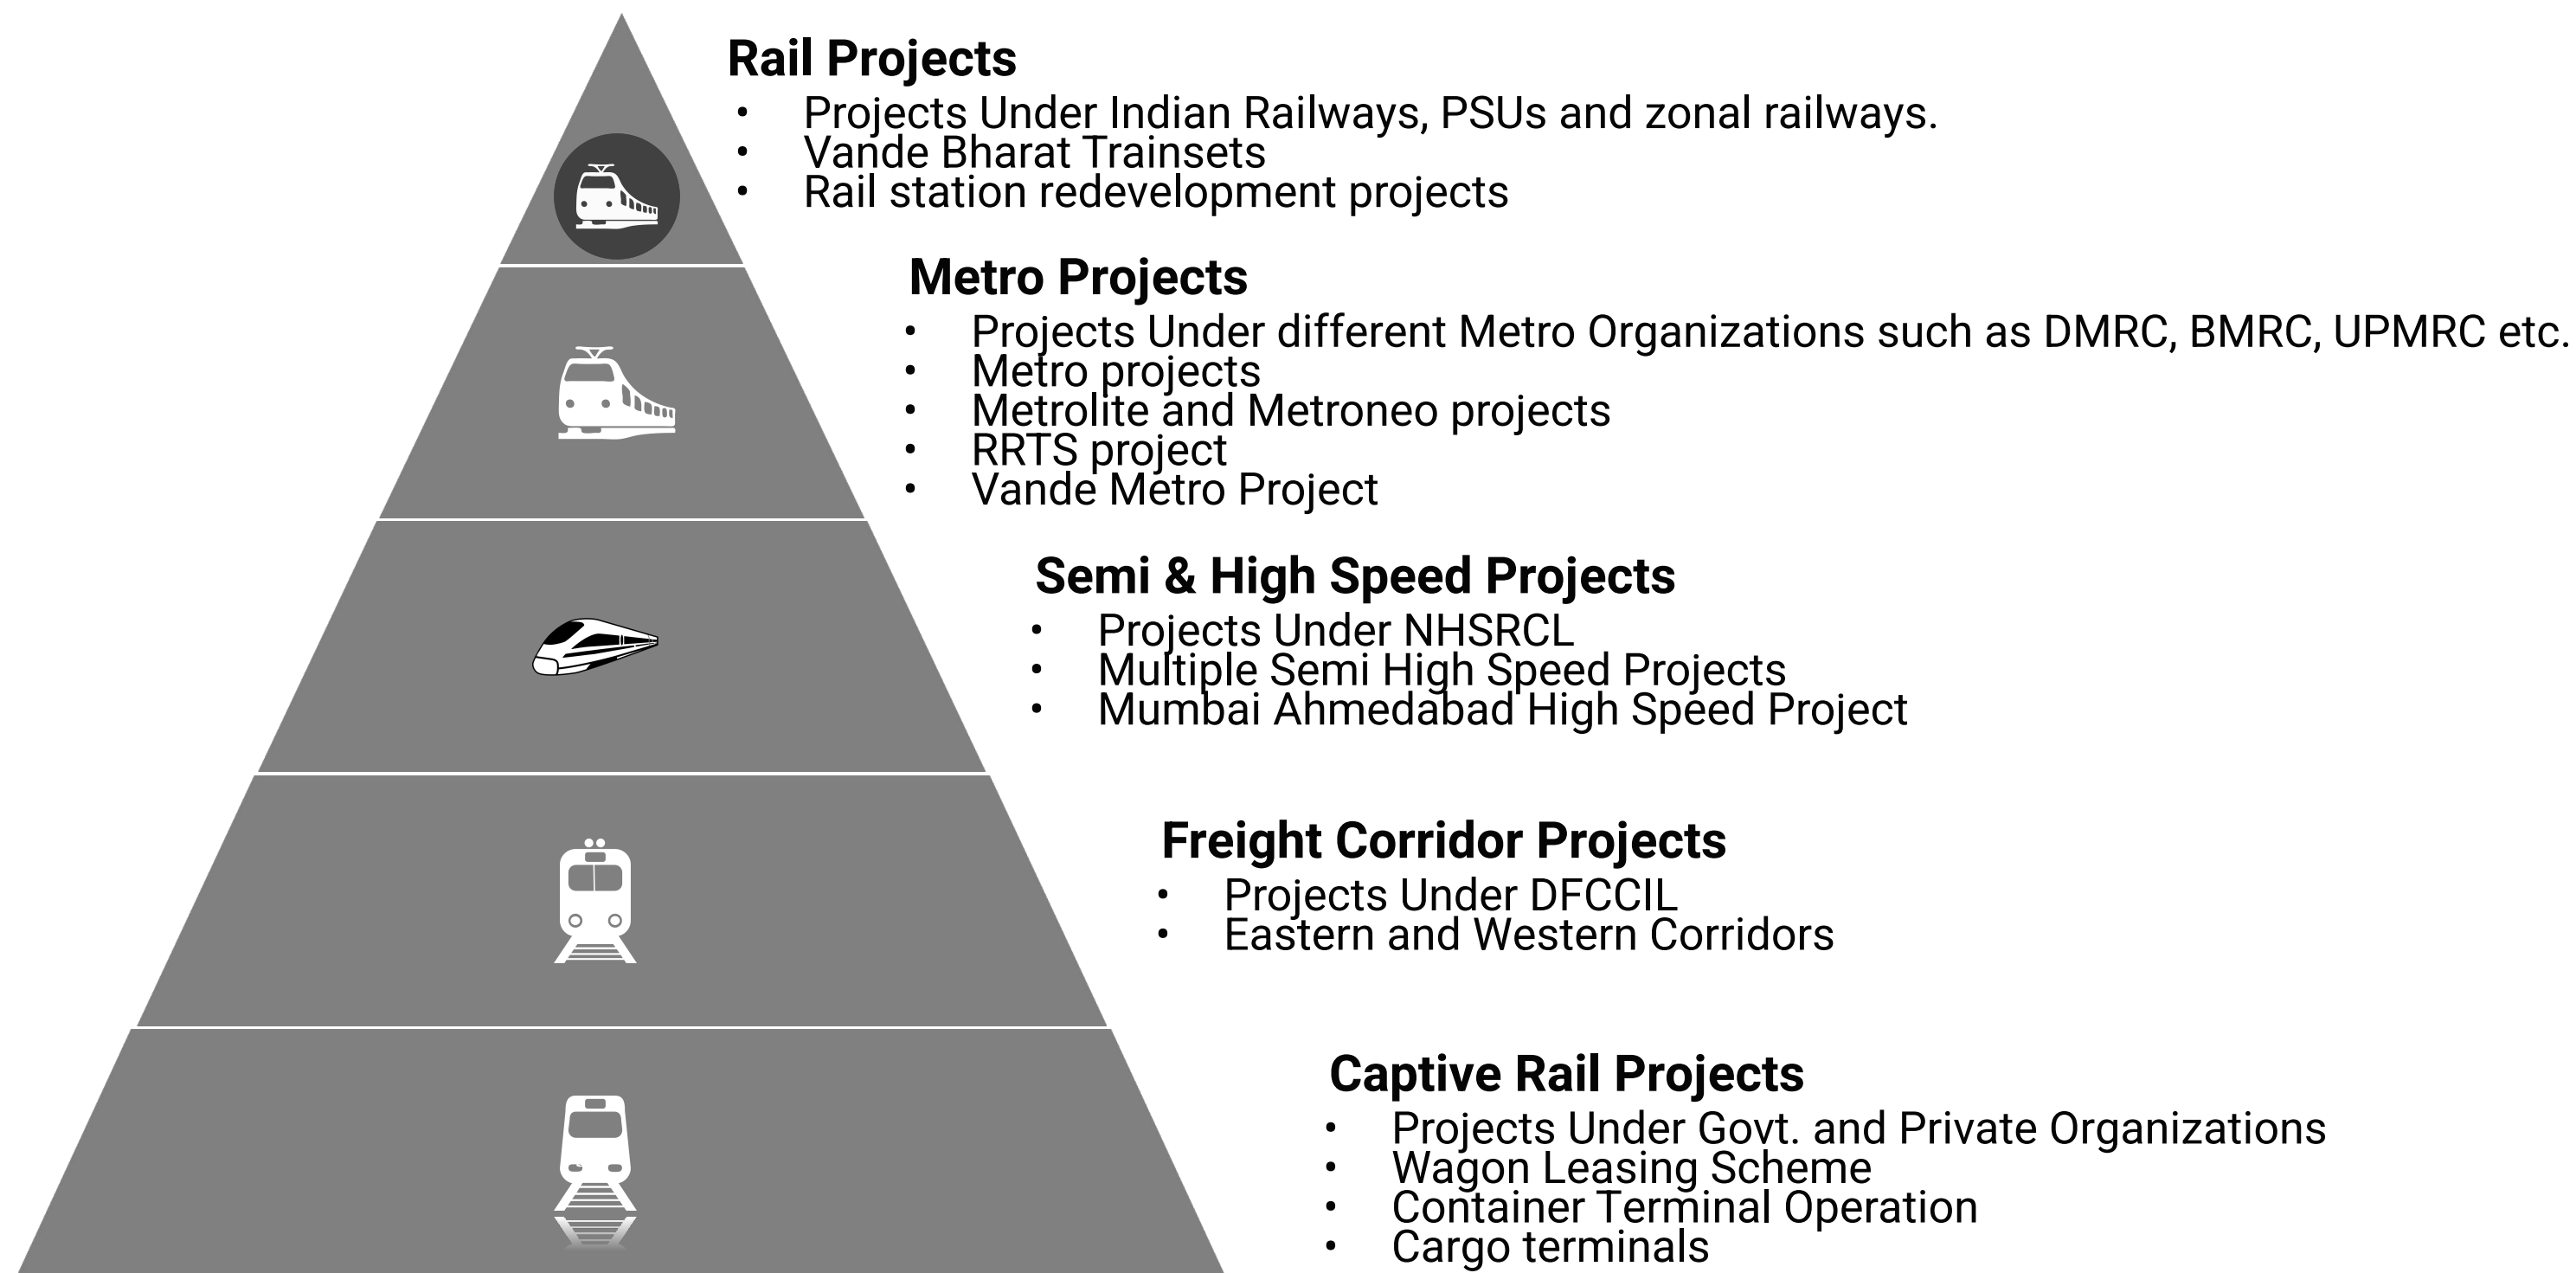 Rail Projects
• Projects Under Indian Railways, PSUs and zonal railways.
• Vande Bharat Trainsets
• Rail station redevelopment projects
Metro Projects
• Projects Under different Metro Organizations such as DMRC, BMRC, UPMRC etc.
• Metro projects
• Metrolite and Metroneo projects
• RRTS project
• Vande Metro Project
Semi & High Speed Projects
• Projects Under NHSRCL
• Multiple Semi High Speed Projects
• Mumbai Ahmedabad High Speed Project
Freight Corridor Projects
• Projects Under DFCCIL
• Eastern and Western Corridors
Captive Rail Projects
• Projects Under Govt. and Private Organizations
• Wagon Leasing Scheme
• Container Terminal Operation
• Cargo terminals